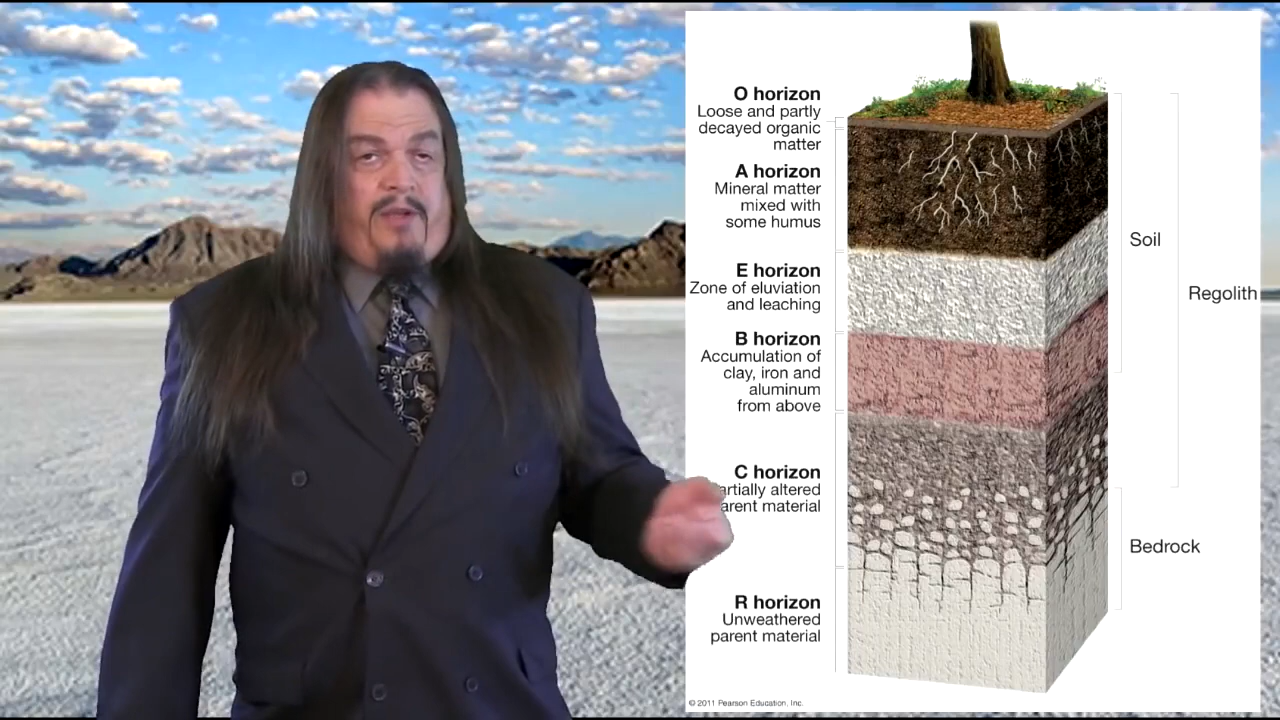 O horizon
Loose and partly
decayed organic
matter
A horizon
Mineral matter
mixed with
some humus
E horizon
Zone of eluviation
and leaching
B horizon
Accumulation of
clay, iron and
aluminum
from above
C horizon
artially altered
arent material
R horizon
Unweathered
parent material
Soil
Regolith
Bedrock
© 2011 Pearson Education, Inc.